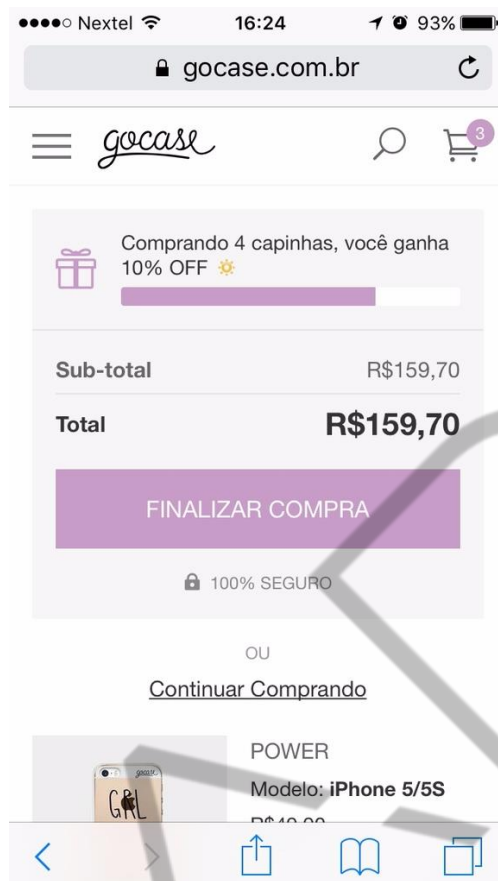 Nextel 16:24 93%
gocase.com.br
gocase 3
Comprando 4 capinhas, você ganha
10% OFF
Sub-total R$159,70
Total R$159,70
FINALIZAR COMPRA
100% SEGURO
OU
Continuar Comprando
POWER
gocase
Modelo: iPhone 5/5S
GRL